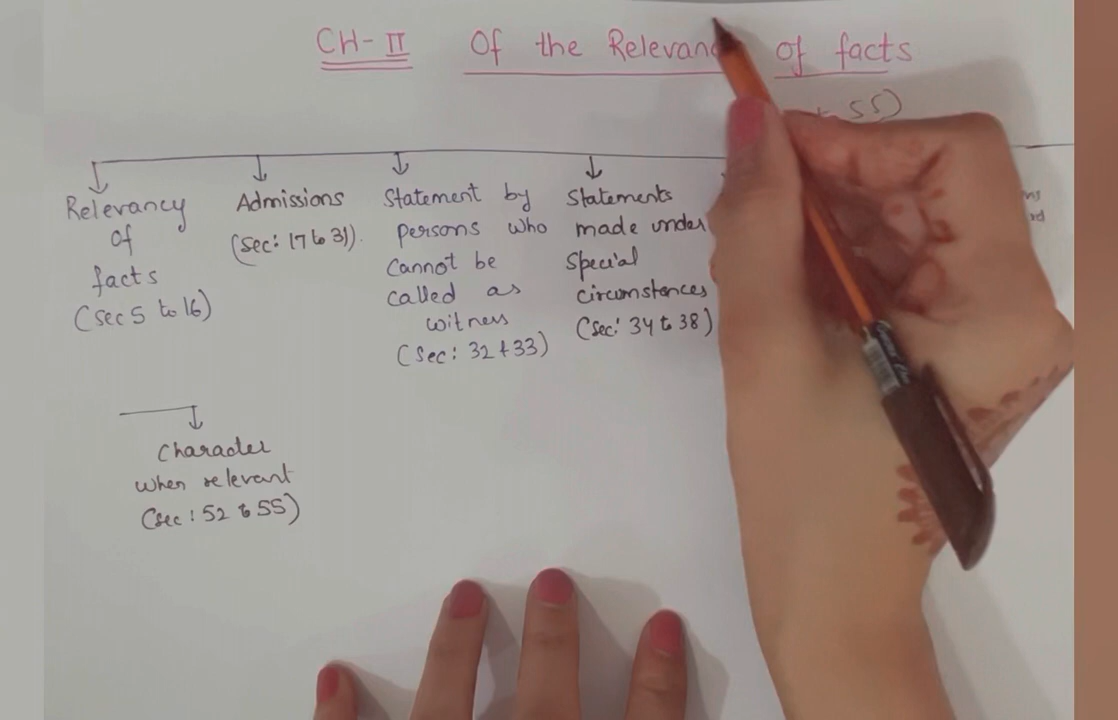 CH-II Of the Relevan of facts
55)
Relevancy
of
facts
(sec 5 to 16)
Admissions
(sec: 17 to 31).
Statement by
persons who
cannot be
called as
witness
(sec: 32 + 33)
Statements
made under
special
circumstances
(sec: 34 to 38)
Character
when relevant
(sec: 52 to 55)